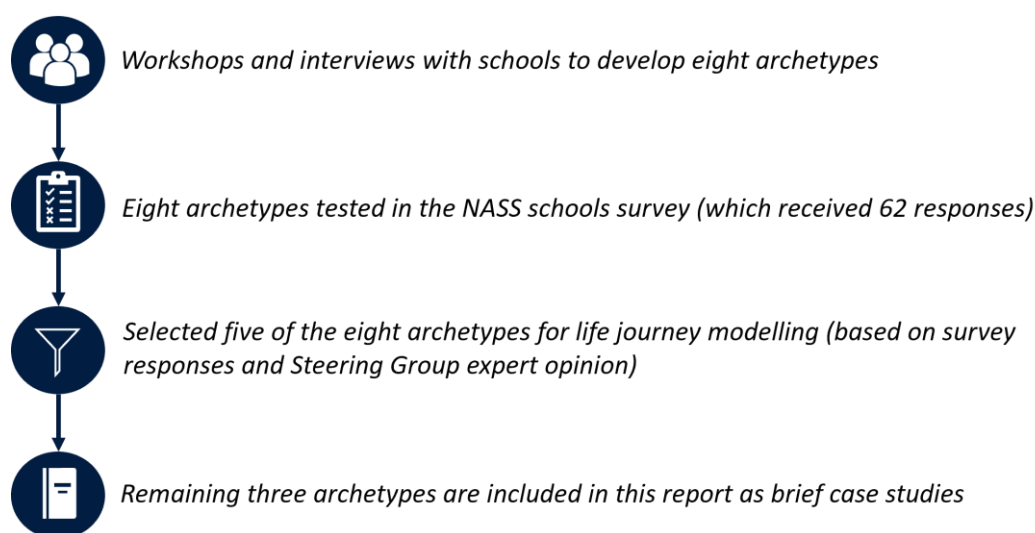 Workshops and interviews with schools to develop eight archetypes
Eight archetypes tested in the NASS schools survey (which received 62 responses)
Selected five of the eight archetypes for life journey modelling (based on survey
responses and Steering Group expert opinion)
Remaining three archetypes are included in this report as brief case studies